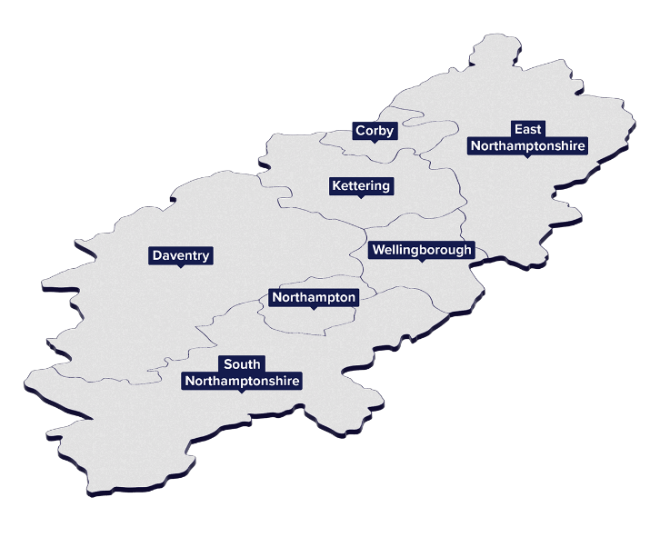 Corby
East
Northamptonshire
Kettering
Daventry
Wellingborough
Northampton
South
Northamptonshire